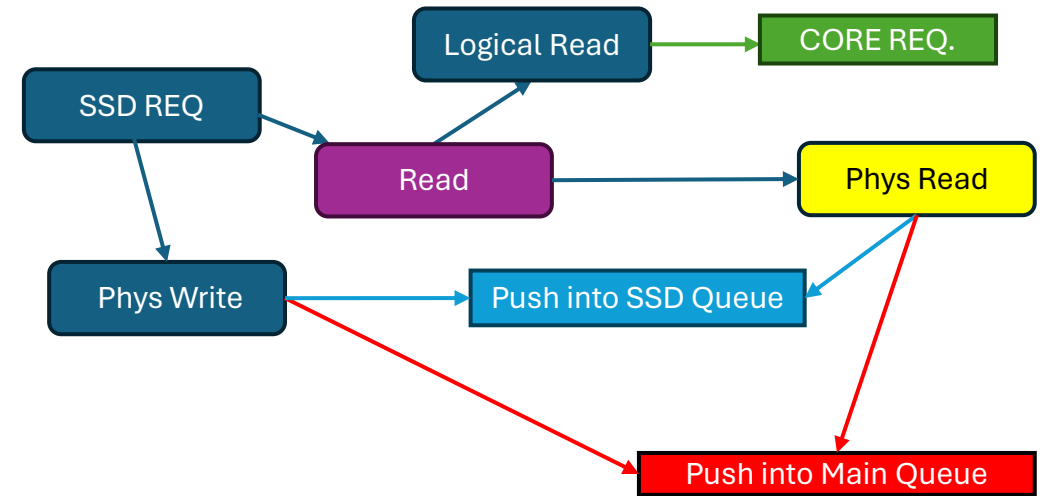 Logical Read
CORE REQ.
SSD REQ
Read
Phys Read
Phys Write
Push into SSD Queue
Push into Main Queue